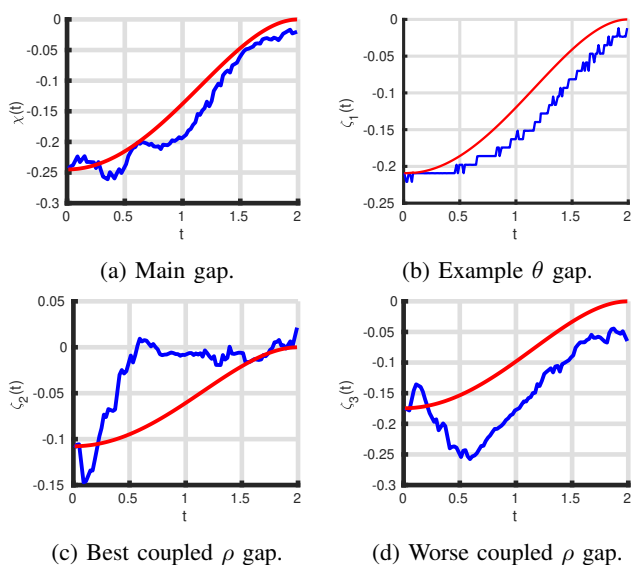 0
-0.05
-0.1
-0.15
-0.2
-0.25
-0.3
χ(t)
0 0.5 1 1.5 2
t
(a) Main gap.
0
-0.05
-0.1
-0.15
-0.2
-0.25
ζ1(t)
0 0.5 1 1.5 2
t
(b) Example θ gap.
0.05
0
-0.05
-0.1
-0.15
ζ2(t)
0 0.5 1 1.5 2
t
(c) Best coupled ρ gap.
0
-0.05
-0.1
-0.15
-0.2
-0.25
-0.3
ζ3(t)
0 0.5 1 1.5 2
t
(d) Worse coupled ρ gap.